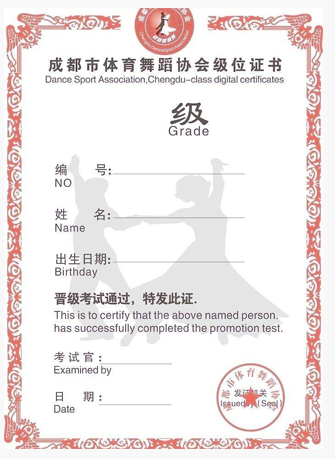 成都市体育舞蹈协会级位证书
Dance Sport Association,Chengdu-class digital certificates
级
Grade
编 号:
NO
姓 名:
Name
出生日期:
Birthday
晋级考试通过，特发此证.
This is to certify that the above named person.
has successfully completed the promotion test.
考试官:
Examined by
日 期:
Date
成都市体育舞蹈协会
发证机关
Issued by(Seal)